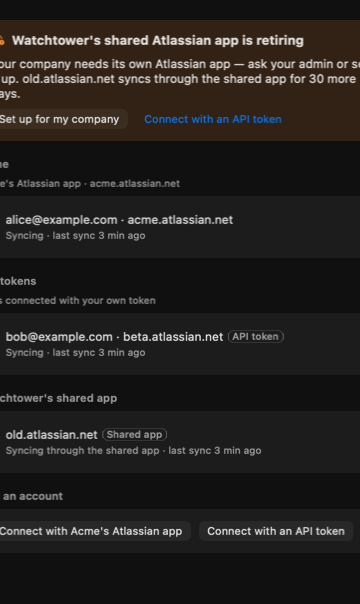 Watchtower's shared Atlassian app is retiring
our company needs its own Atlassian app — ask your admin or se
up. old.atlassian.net syncs through the shared app for 30 more
ays.
Set up for my company Connect with an API token
ne
e's Atlassian app · acme.atlassian.net
alice@example.com · acme.atlassian.net
Syncing · last sync 3 min ago
tokens
s connected with your own token
bob@example.com · beta.atlassian.net API token
Syncing · last sync 3 min ago
chtower's shared app
old.atlassian.net Shared app
Syncing through the shared app · last sync 3 min ago
an account
Connect with Acme's Atlassian app Connect with an API token